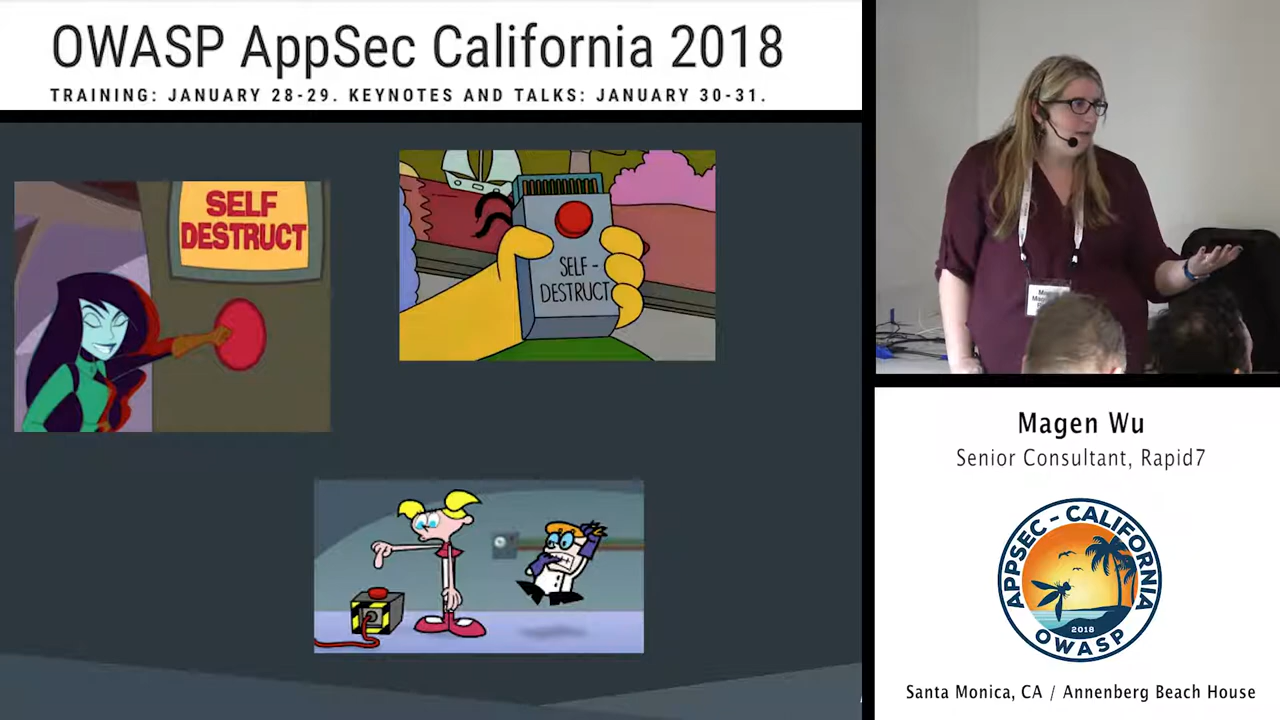 OWASP AppSec California 2018
TRAINING: JANUARY 28-29. KEYNOTES AND TALKS: JANUARY 30-31.
SELF
DESTRUCT
SELF-
DESTRUCT
Magen Wu
Senior Consultant, Rapid7
APPSEC - CALIFORNIA
2018
OWASP
Santa Monica, CA / Annenberg Beach House